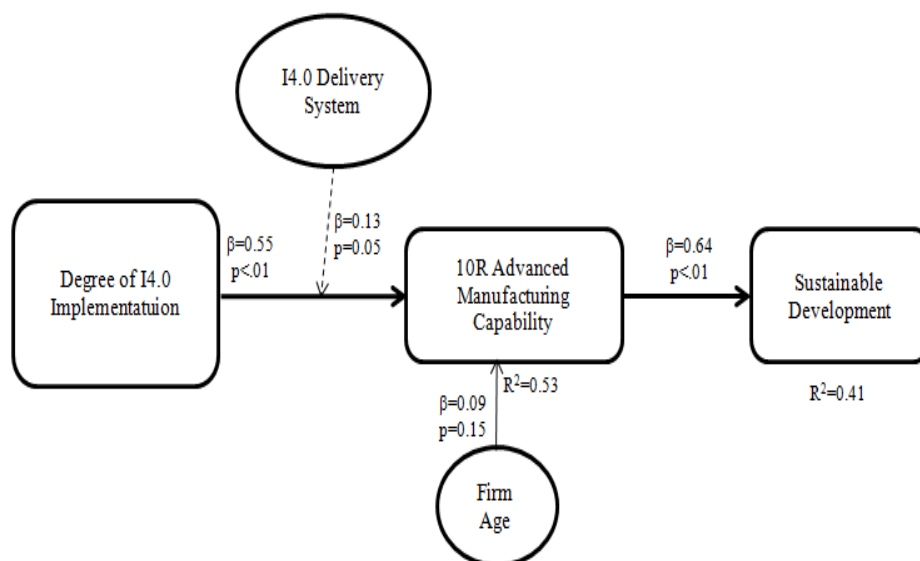 I4.0 Delivery
System
β=0.55
p<.01
β=0.13
p=0.05
β=0.64
p<.01
Degree of I4.0
Implementatuion
10R Advanced
Manufacturing
Capability
Sustainable
Development
R²=0.53
R²=0.41
β=0.09
p=0.15
Firm
Age